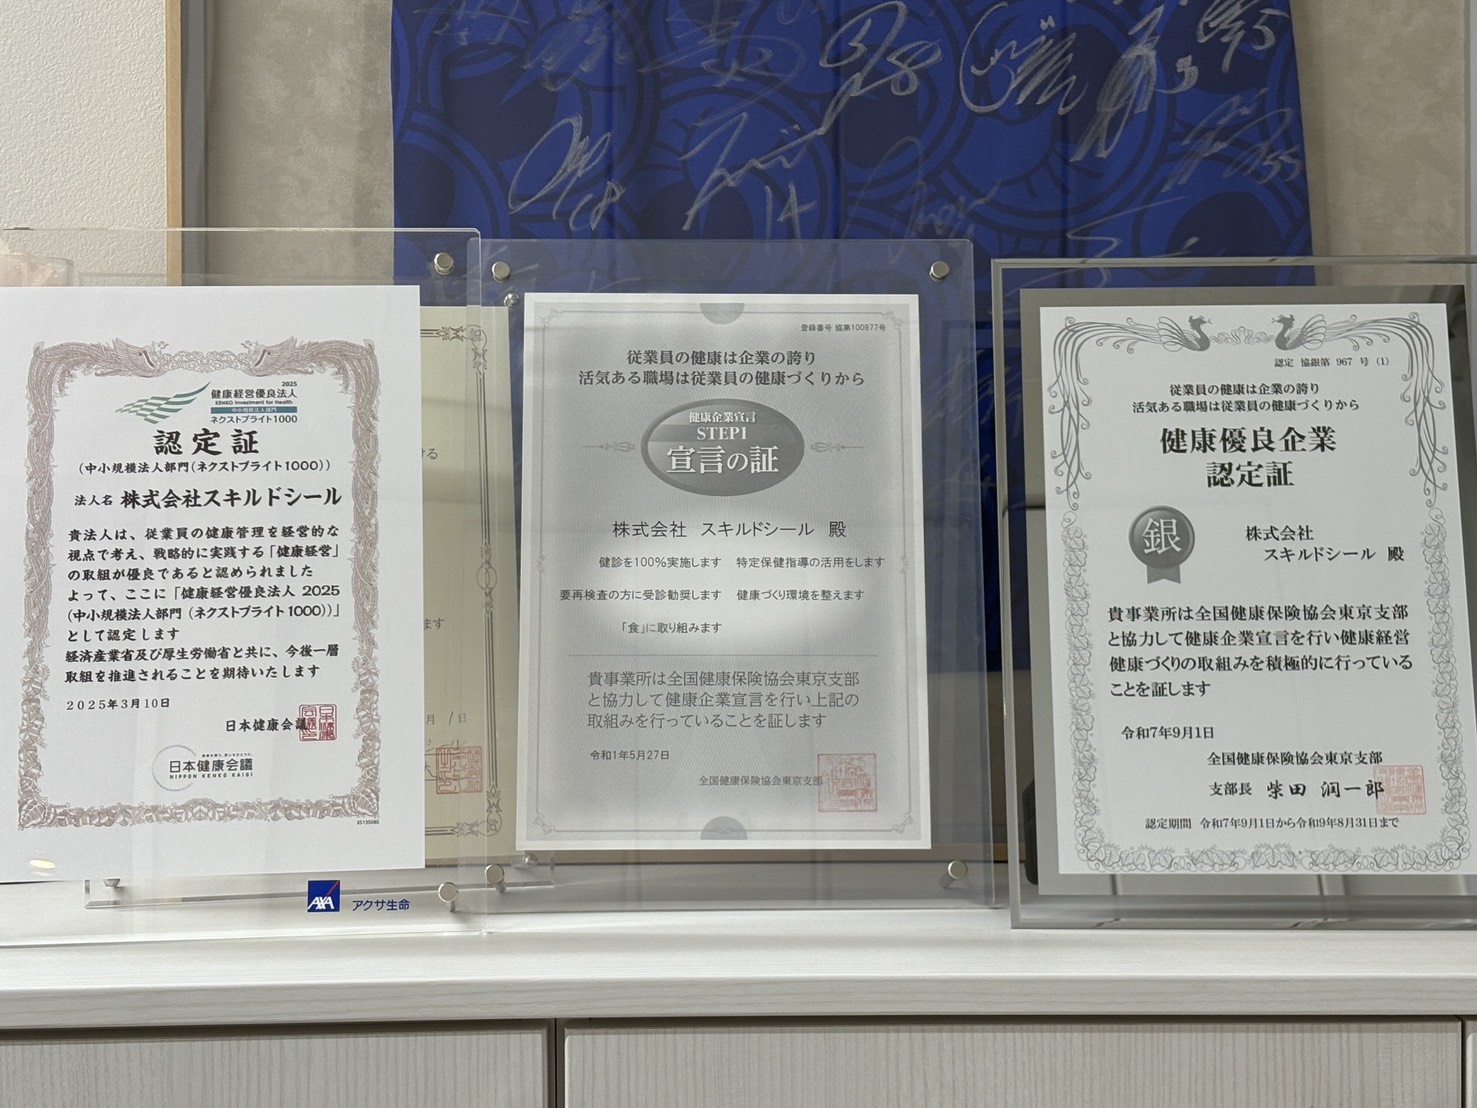 2025
健康経営優良法人
KENKO Investment for Health
中小規模法人部門
ネクストブライト1000
認定証
(中小規模法人部門(ネクストブライト1000))
法人名 株式会社スキルドシール
貴法人は、従業員の健康管理を経営的な
視点で考え、戦略的に実践する「健康経営」
の取組が優良であると認められました
よって、ここに「健康経営優良法人 2025
(中小規模法人部門(ネクストブライト1000))」
として認定します
経済産業省及び厚生労働省と共に、今後一層
取組を推進されることを期待いたします
2025年3月10日
日本健康会議
日本健康会議
NIPPON KENKO KAIGI
ける
ます
月 1日
AXA アクサ生命
登録番号 協第100977号
従業員の健康は企業の誇り
活気ある職場は従業員の健康づくりから
健康企業宣言
STEP1
宣言の証
株式会社 スキルドシール 殿
健診を100%実施します 特定保健指導の活用をします
要再検査の方に受診勧奨します 健康づくり環境を整えます
「食」に取り組みます
貴事業所は全国健康保険協会東京支部
と協力して健康企業宣言を行い上記の
取組みを行っていることを証します
令和1年5月27日
全国健康保険協会東京支部
認定 協銀第 967 号 (1)
従業員の健康は企業の誇り
活気ある職場は従業員の健康づくりから
健康優良企業
認定証
銀
株式会社
スキルドシール 殿
貴事業所は全国健康保険協会東京支部
と協力して健康企業宣言を行い健康経営
健康づくりの取組みを積極的に行っている
ことを証します
令和7年9月1日
全国健康保険協会東京支部
支部長 柴田 潤一郎
認定期間 令和7年9月1日から令和9年8月31日まで
18
14